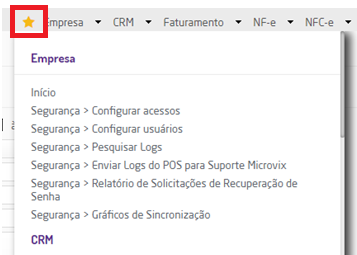 Empresa CRM Faturamento NF-e NFC-e
Empresa
Início
Segurança > Configurar acessos
Segurança > Configurar usuários
Segurança > Pesquisar Logs
Segurança > Enviar Logs do POS para Suporte Microvix
Segurança > Relatório de Solicitações de Recuperação de
Senha
Segurança > Gráficos de Sincronização
CRM